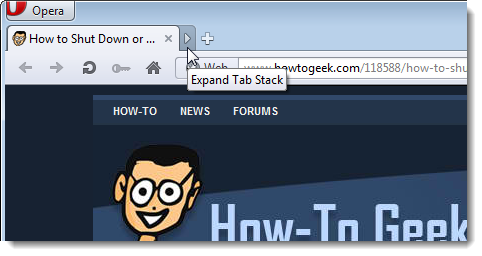 Opera
How to Shut Down or ...
Web www.howtogeek.com/118588/how-to-shu
Expand Tab Stack
HOW-TO NEWS FORUMS
How-To Geek